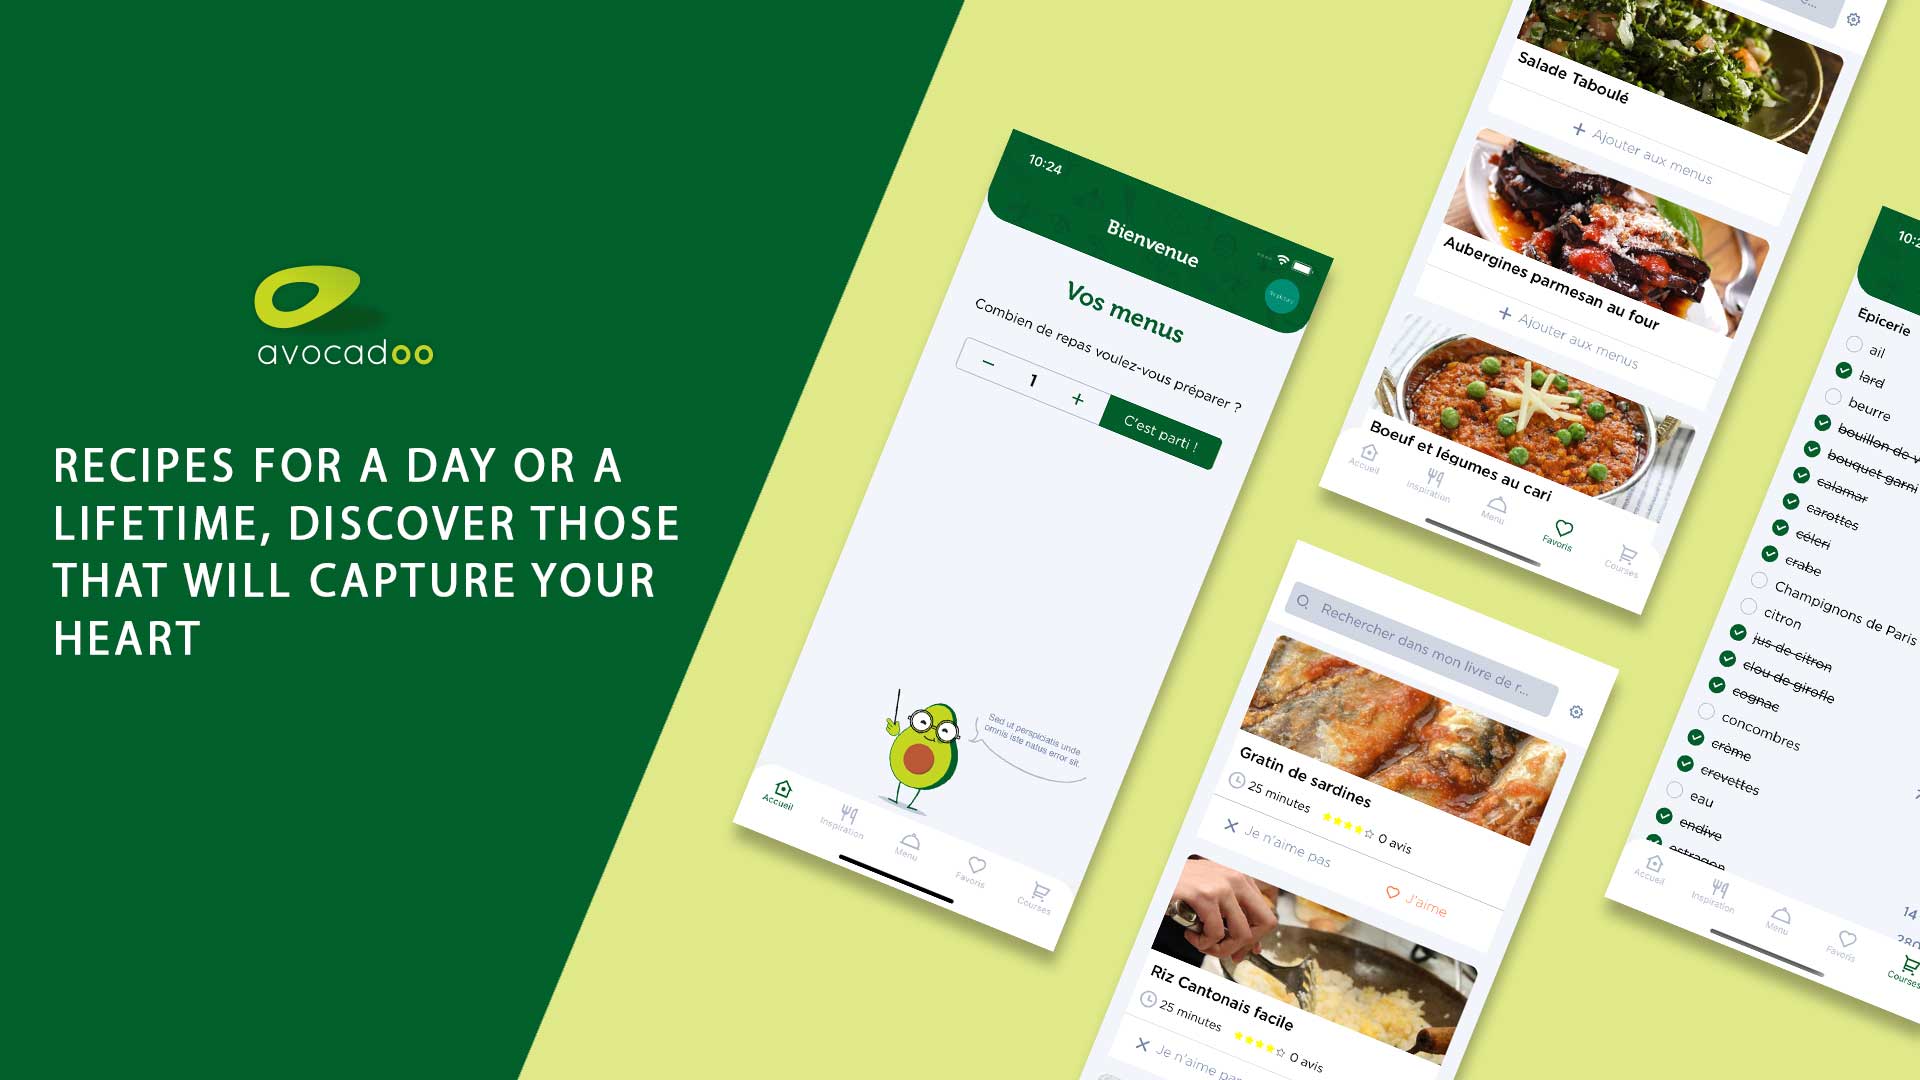 avocadoo
RECIPES FOR A DAY OR A
LIFETIME, DISCOVER THOSE
THAT WILL CAPTURE YOUR
HEART
10:24
Bienvenue
Vos menus
Combien de repas voulez-vous préparer ?
− 1 + C'est parti !
Sed ut perspiciatis unde
omnis iste natus error sit.
Accueil
Inspiration
Menu
Favoris
Courses
Salade Taboulé
+ Ajouter aux menus
Aubergines parmesan au four
+ Ajouter aux menus
Boeuf et légumes au cari
Accueil
Inspiration
Menu
Favoris
Courses
Rechercher dans mon livre de r...
Gratin de sardines
25 minutes
0 avis
Je n'aime pas
J'aime
Riz Cantonais facile
25 minutes
0 avis
Je n'aime pa
10:2
Epicerie
ail
lard
beurre
bouillon de v
bouquet garni
calamar
carottes
céleri
crabe
Champignons de Paris
citron
jus de citron
clou de girofle
cognac
concombres
crème
crevettes
eau
endive
estragon
14
280
Accueil
Inspiration
Menu
Favoris
Courses